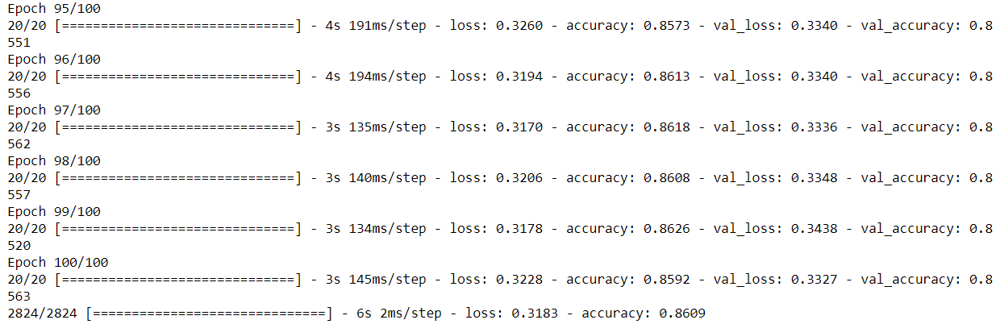 Epoch 95/100
20/20 [==============================] - 4s 191ms/step - loss: 0.3260 - accuracy: 0.8573 - val_loss: 0.3340 - val_accuracy: 0.8
551
Epoch 96/100
20/20 [==============================] - 4s 194ms/step - loss: 0.3194 - accuracy: 0.8613 - val_loss: 0.3340 - val_accuracy: 0.8
556
Epoch 97/100
20/20 [==============================] - 3s 135ms/step - loss: 0.3170 - accuracy: 0.8618 - val_loss: 0.3336 - val_accuracy: 0.8
562
Epoch 98/100
20/20 [==============================] - 3s 140ms/step - loss: 0.3206 - accuracy: 0.8608 - val_loss: 0.3348 - val_accuracy: 0.8
557
Epoch 99/100
20/20 [==============================] - 3s 134ms/step - loss: 0.3178 - accuracy: 0.8626 - val_loss: 0.3438 - val_accuracy: 0.8
520
Epoch 100/100
20/20 [==============================] - 3s 145ms/step - loss: 0.3228 - accuracy: 0.8592 - val_loss: 0.3327 - val_accuracy: 0.8
563
2824/2824 [==============================] - 6s 2ms/step - loss: 0.3183 - accuracy: 0.8609